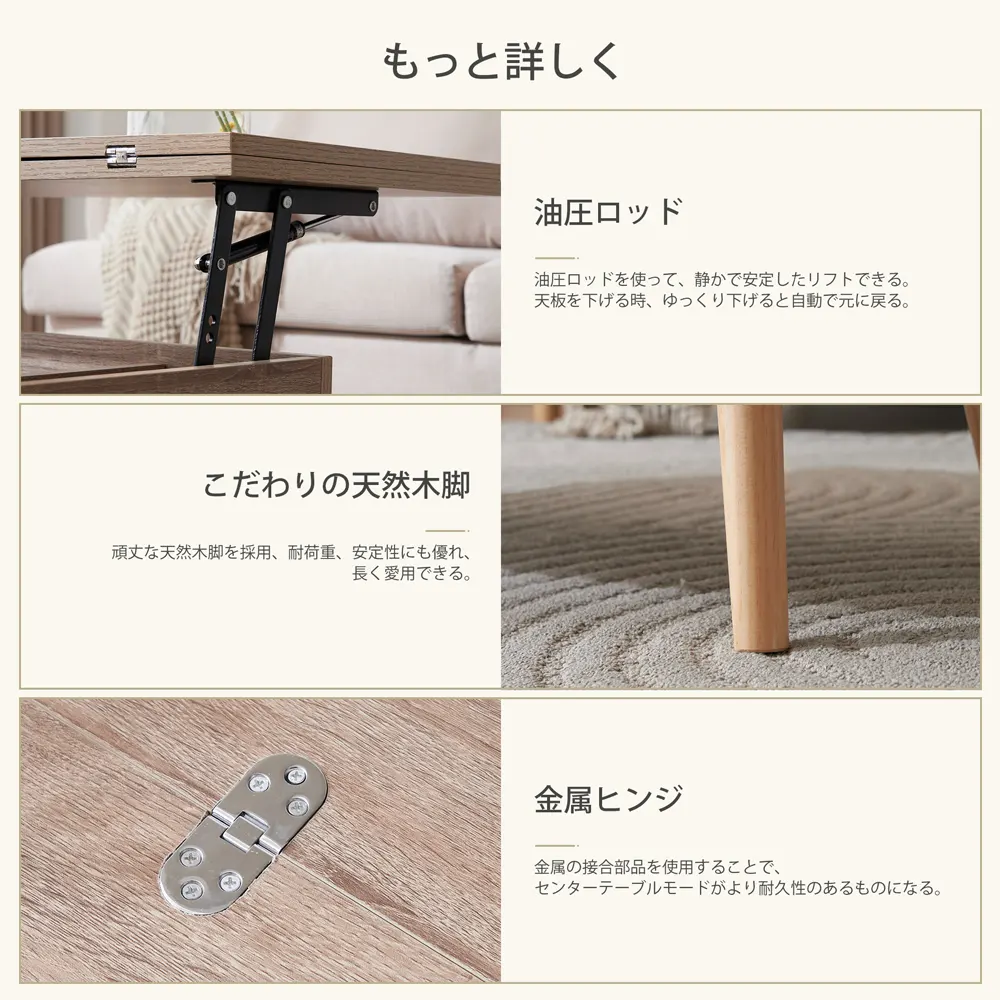 もっと詳しく
油圧ロッド
油圧ロッドを使って、静かで安定したリフトできる。
天板を下げる時、ゆっくり下げると自動で元に戻る。
こだわりの天然木脚
頑丈な天然木脚を採用、耐荷重、安定性にも優れ、
長く愛用できる。
金属ヒンジ
金属の接合部品を使用することで、
センターテーブルモードがより耐久性のあるものになる。